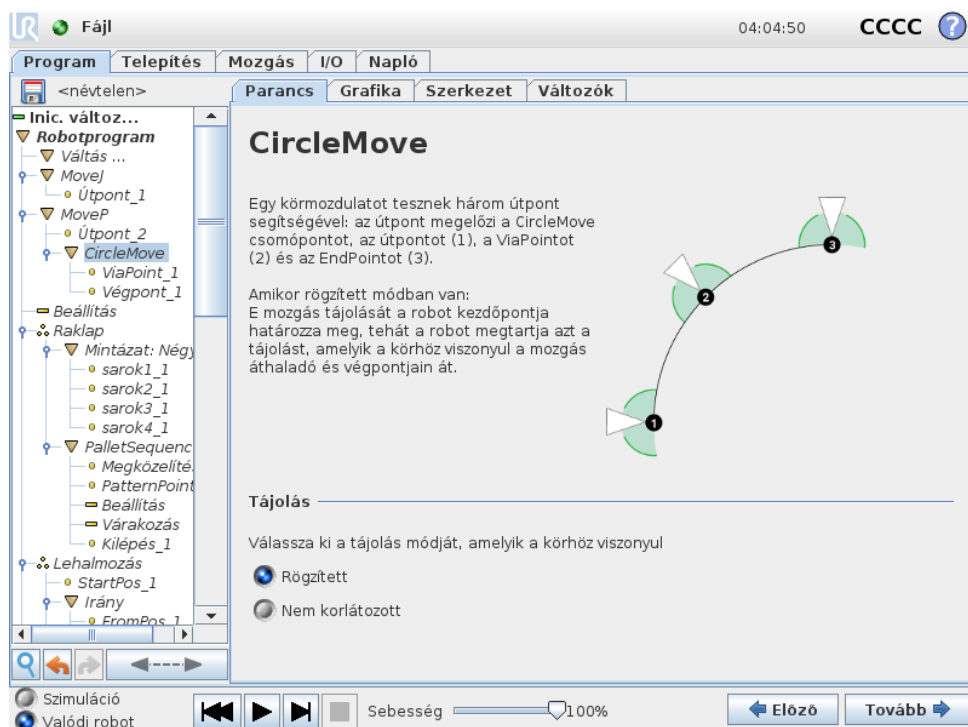 Fájl
04:04:50
CCCC
?
Program
Telepítés
Mozgás
I/O
Napló
<névtelen>
Parancs
Grafika
Szerkezet
Változók
Inic. változ...
Robotprogram
Váltás ...
MoveJ
Útpont_1
MoveP
Útpont_2
CircleMove
ViaPoint_1
Végpont_1
Beállítás
Raklap
Mintázat: Négy
sarok1_1
sarok2_1
sarok3_1
sarok4_1
PalletSequenc
Megközelíté
PatternPoint
Beállítás
Várakozás
Kilépés_1
Lehalmozás
StartPos_1
Irány
FromPos_1
CircleMove
Egy körmozdulatot tesznek három útpont
segítségével: az útpont megelőzi a CircleMove
csomópontot, az útpontot (1), a ViaPointot
(2) és az EndPointot (3).
Amikor rögzített módban van:
E mozgás tájolását a robot kezdőpontja
határozza meg, tehát a robot megtartja azt a
tájolást, amelyik a körhöz viszonyul a mozgás
áthaladó és végpontjain át.
3
2
1
Tájolás
Válassza ki a tájolás módját, amelyik a körhöz viszonyul
Rögzített
Nem korlátozott
Szimuláció
Valódi robot
Sebesség
100%
Előző
Tovább